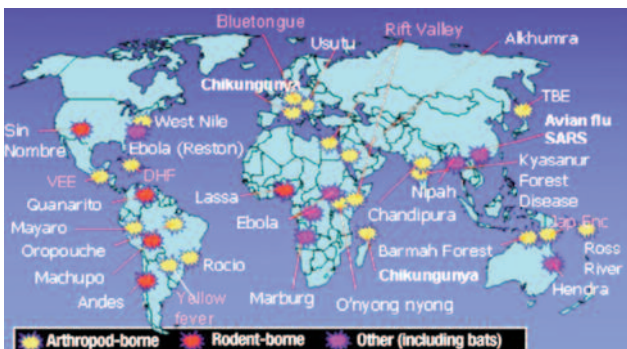 Bluetongue
Rift Valley
Usutu
Alkhumra
Chikungunya
TBE
West Nile
Avian flu
SARS
Sin
Nombre
Ebola (Reston)
Kyasanur
Forest
Disease
VEE
DHF
Guanarito
Lassa
Nipah
Chandipura
Mayaro
Ebola
Jap Enc
Oropouche
Barmah Forest
Ross
River
Machupo
Rocio
Chikungunya
Hendra
Andes
Yellow
fever
Marburg
O'nyong nyong
Arthropod-borne
Rodent-borne
Other (including bats)